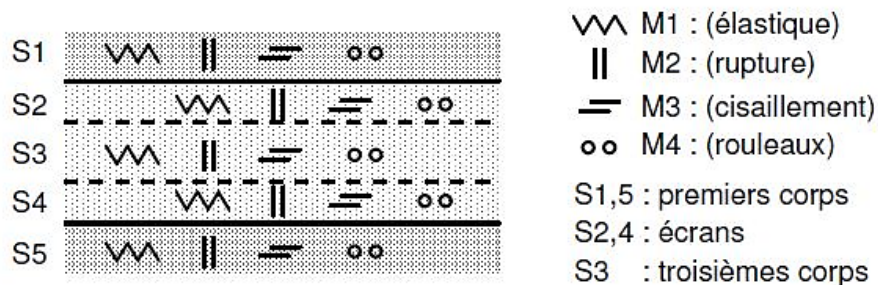 S1
S2
S3
S4
S5
M1 : (élastique)
M2 : (rupture)
M3 : (cisaillement)
M4 : (rouleaux)
S1,5 : premiers corps
S2,4 : écrans
S3 : troisièmes corps